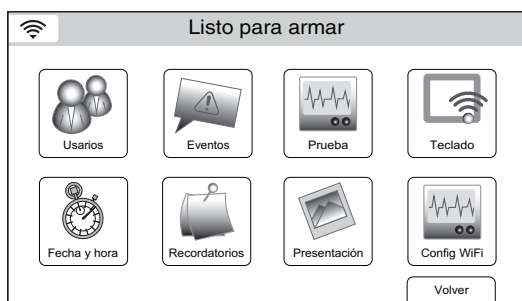 Listo para armar
Usarios
Eventos
Prueba
Teclado
Fecha y hora
Recordatorios
Presentación
Config WiFi
Volver